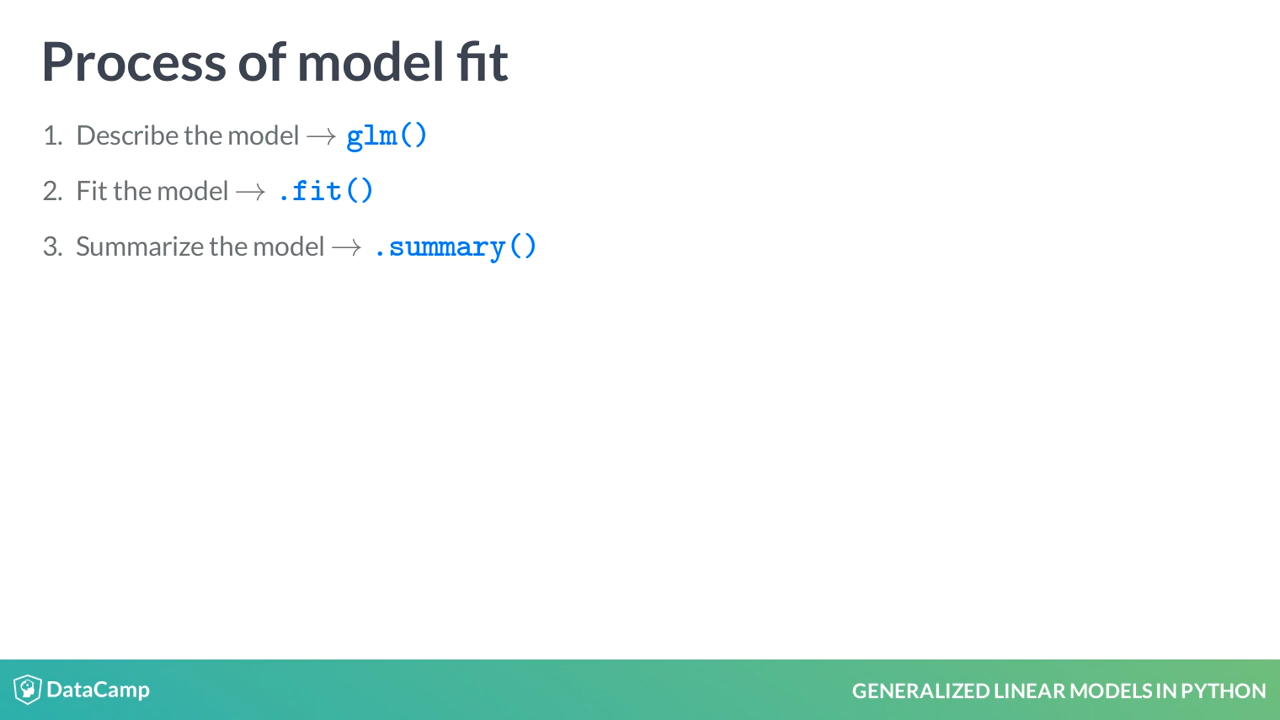 Process of model fit
1. Describe the model → glm()
2. Fit the model → .fit()
3. Summarize the model → .summary()
DataCamp
GENERALIZED LINEAR MODELS IN PYTHON